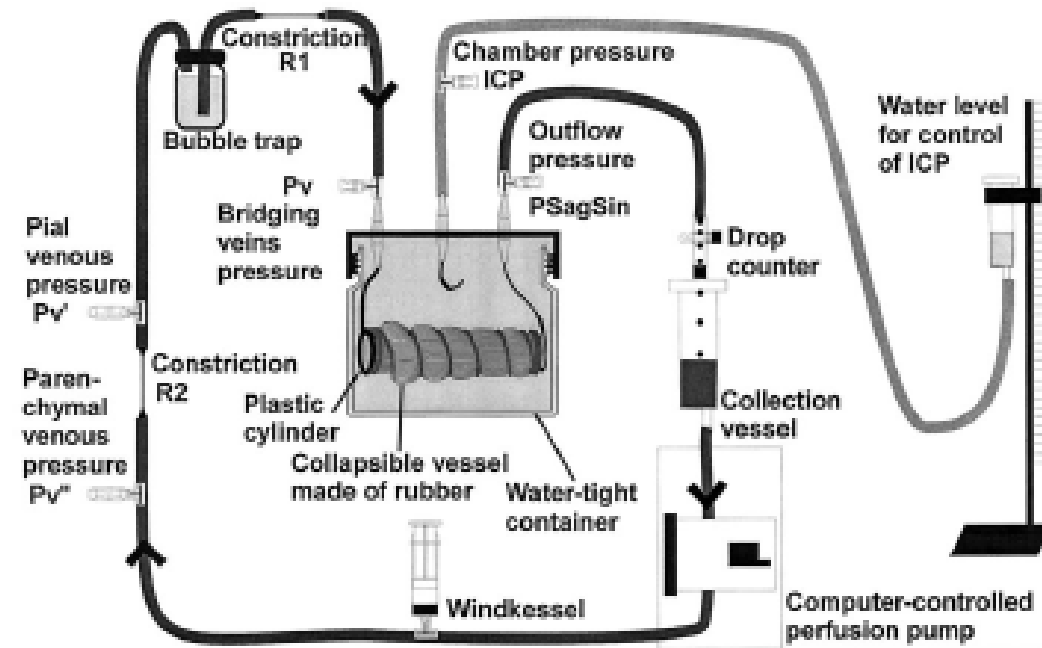 Constriction
R1
Bubble trap
Chamber pressure
ICP
Outflow
pressure
PSagSin
Water level
for control
of ICP
Pv
Bridging
veins
pressure
Drop
counter
Pial
venous
pressure
Pv'
Constriction
R2
Paren-
chymal
venous
pressure
Pv"
Plastic
cylinder
Collapsible vessel
made of rubber
Water-tight
container
Collection
vessel
Windkessel
Computer-controlled
perfusion pump